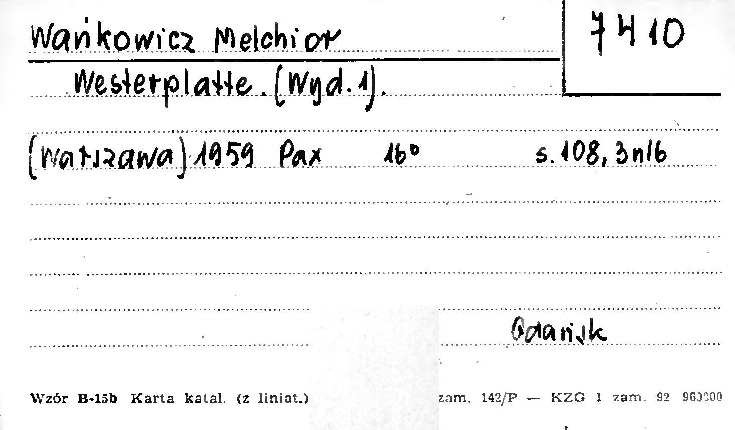 Wańkowicz Melchior
7410
Westerplatte. (Wyd. 1).
(Warszawa) 1959 Pax 16° s. 108, 3 nlb
Gdańsk
Wzór B-15b Karta katal. (z liniat.) zam. 142/P — KZG 1 zam. 92